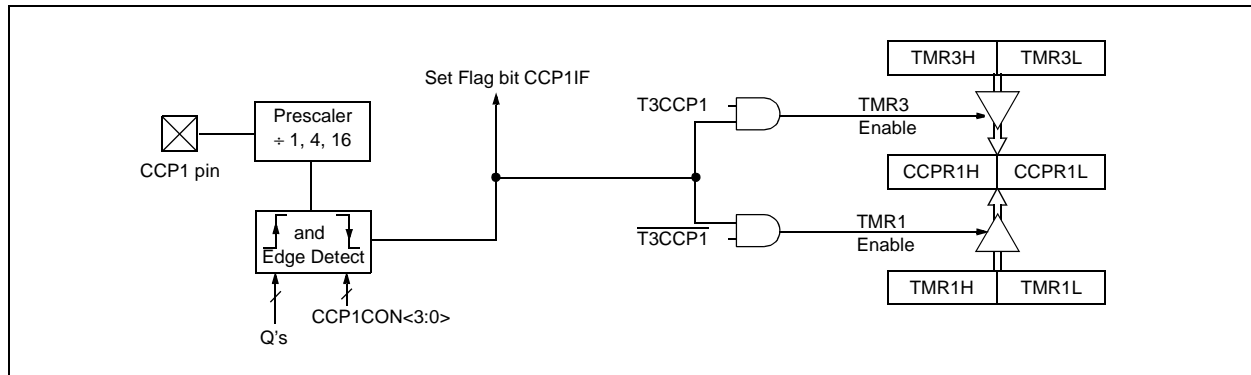 TMR3H TMR3L
Set Flag bit CCP1IF
Prescaler
÷ 1, 4, 16
T3CCP1
TMR3
Enable
CCP1 pin
CCPR1H CCPR1L
and
Edge Detect
T3CCP1
TMR1
Enable
TMR1H TMR1L
CCP1CON<3:0>
Q's